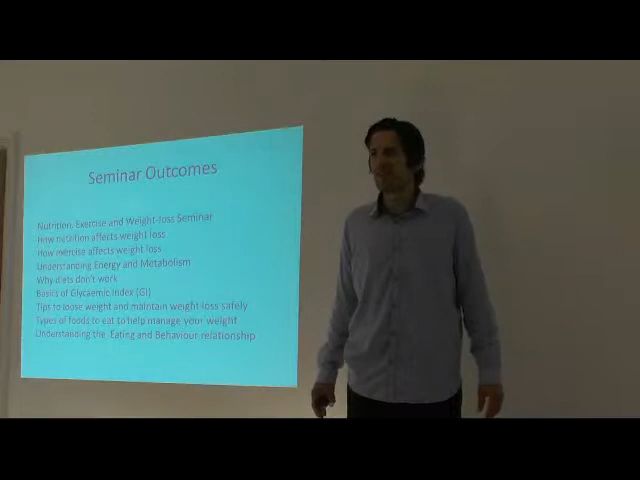 Seminar Outcomes
Nutrition, Exercise and Weight-loss Seminar
How nutrition affects weight loss
How exercise affects weight loss
Understanding Energy and Metabolism
Why diets don't work
Basics of Glycaemic Index (GI)
Tips to loose weight and maintain weight-loss safely
Types of foods to eat to help manage your weight
Understanding the Eating and Behaviour relationship